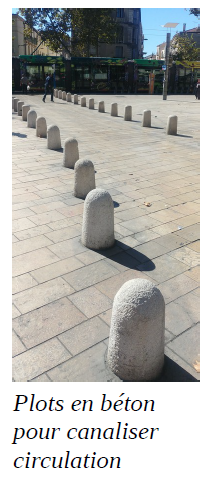 Plots en béton
pour canaliser
circulation